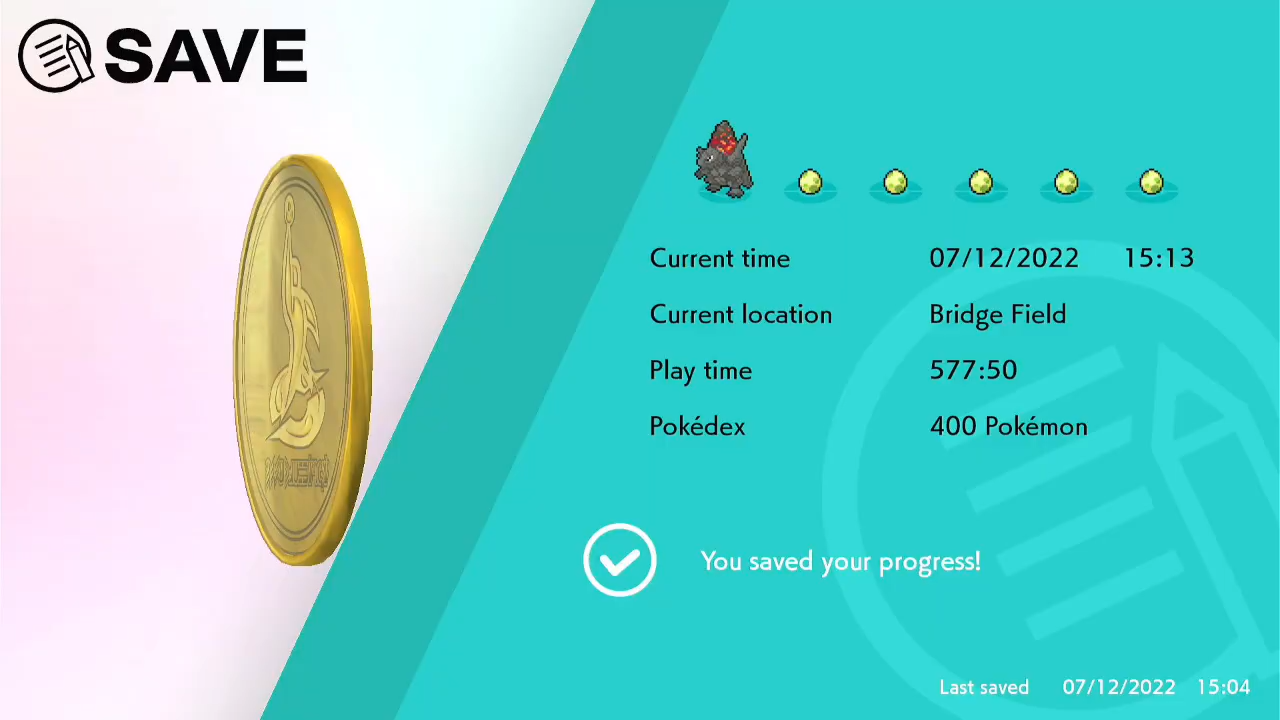 SAVE
Current time 07/12/2022 15:13
Current location Bridge Field
Play time 577:50
Pokédex 400 Pokémon
You saved your progress!
Last saved 07/12/2022 15:04